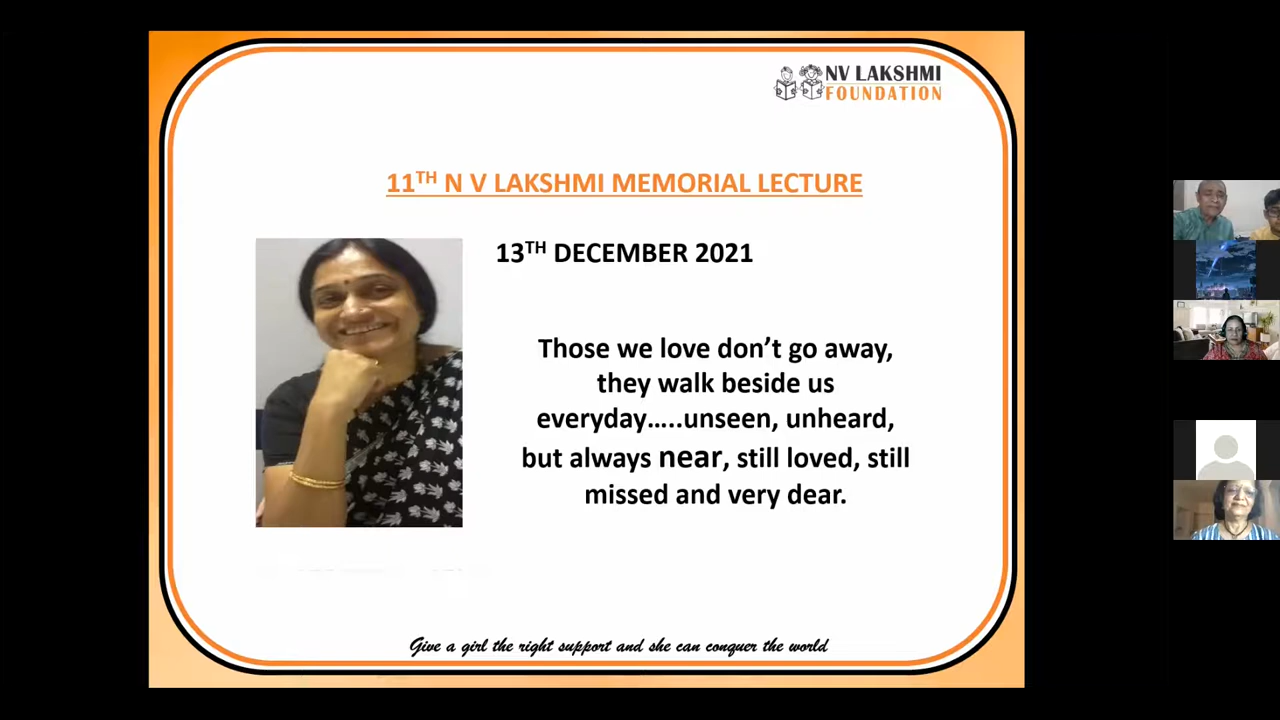 NV LAKSHMI
FOUNDATION
11TH N V LAKSHMI MEMORIAL LECTURE
13TH DECEMBER 2021
Those we love don’t go away,
they walk beside us
everyday…..unseen, unheard,
but always near, still loved, still
missed and very dear.
Give a girl the right support and she can conquer the world